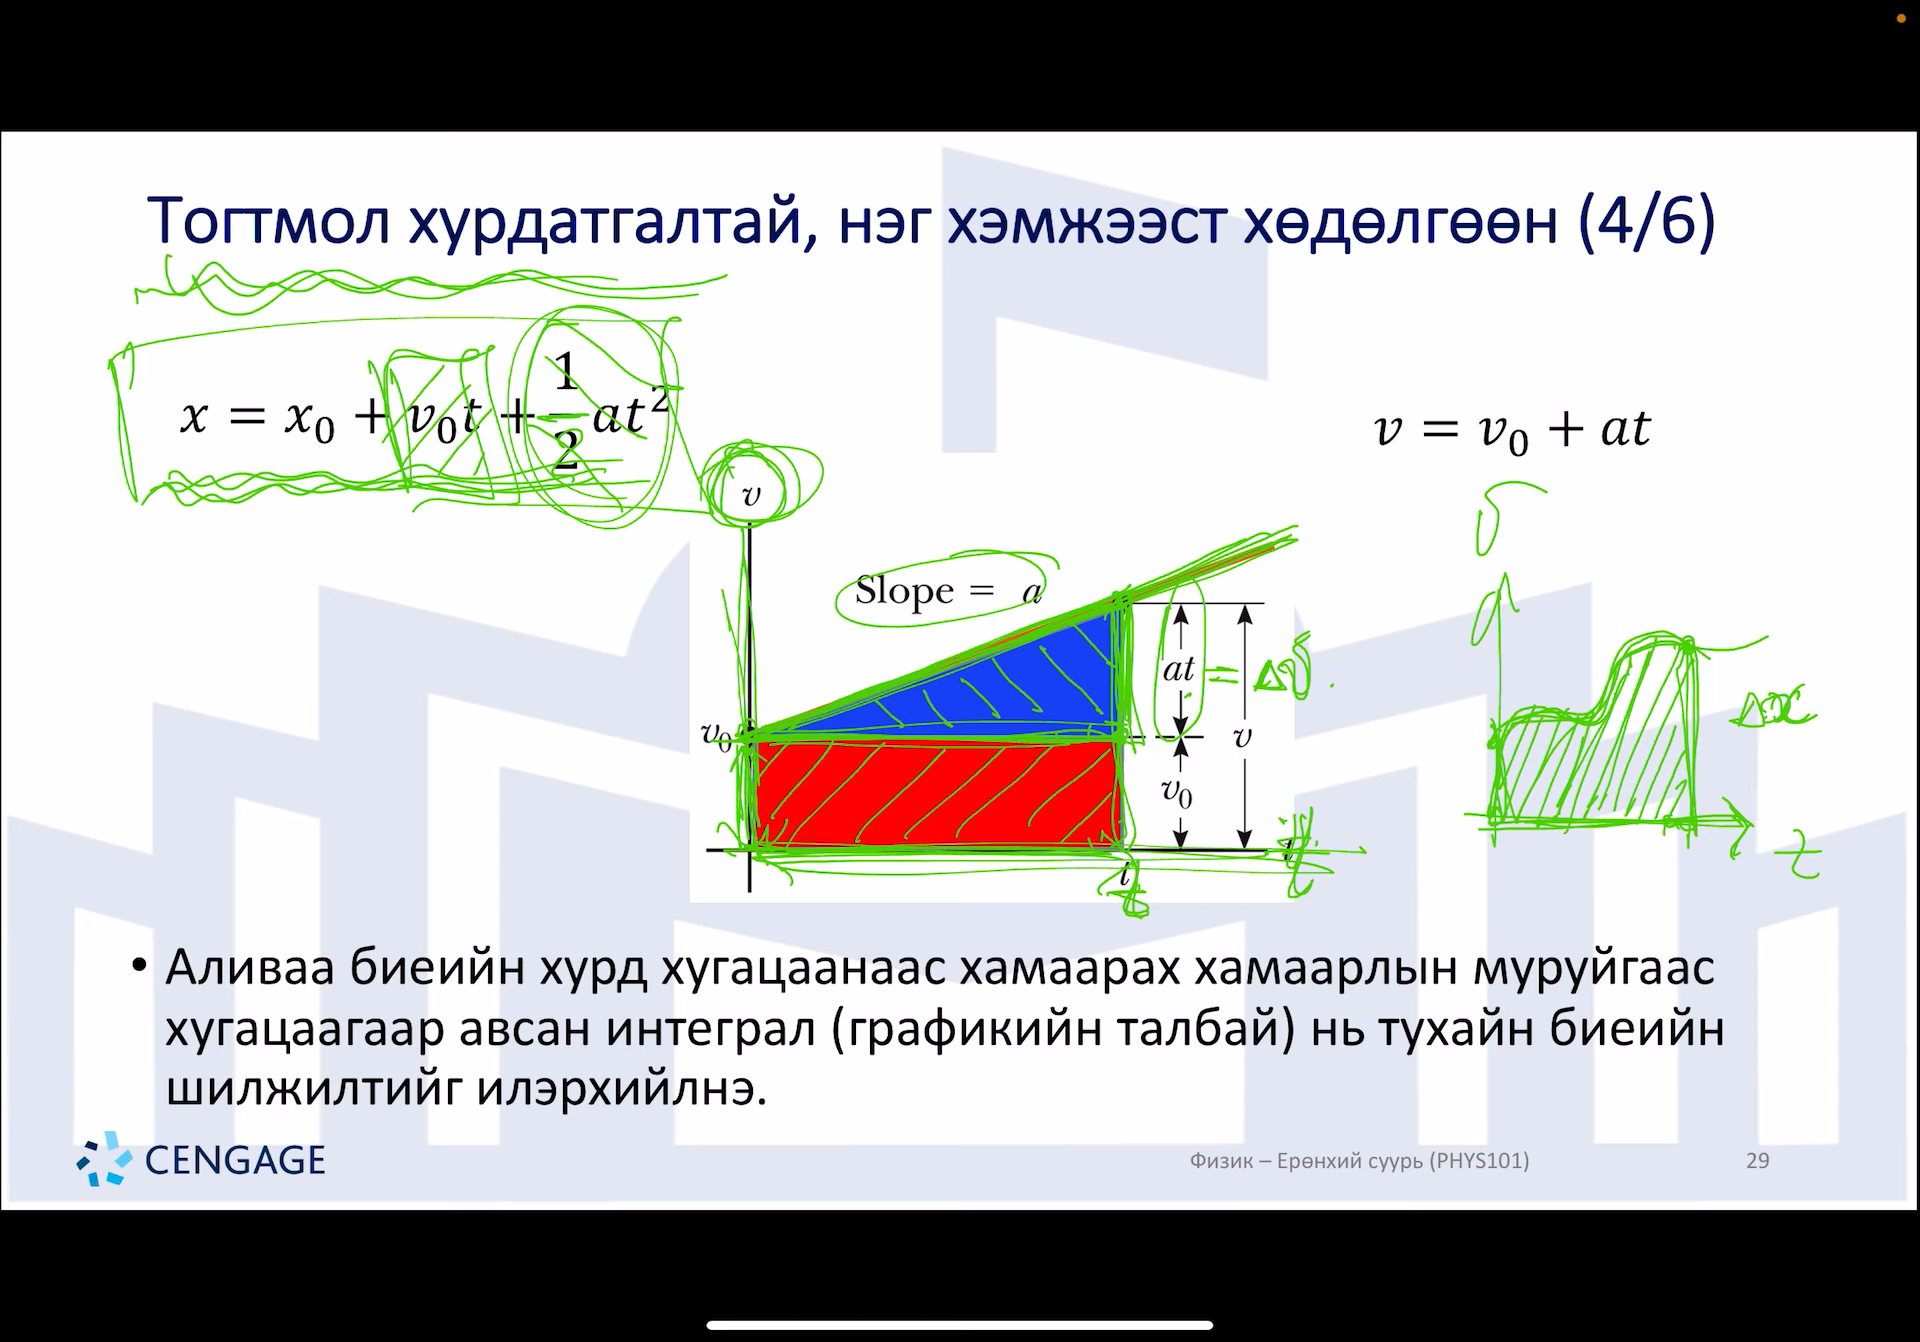 Тогтмол хурдатгалтай, нэг хэмжээст хөдөлгөөн (4/6)
x = x₀ + v₀t + 1/2 at²
v = v₀ + at
v
Slope = a
at = Δv
v₀
v
v₀
t
t
v
Δx
t
• Аливаа биеийн хурд хугацаанаас хамаарах хамаарлын муруйгаас
хугацаагаар авсан интеграл (графикийн талбай) нь тухайн биеийн
шилжилтийг илэрхийлнэ.
CENGAGE
Физик – Ерөнхий суурь (PHYS101)
29